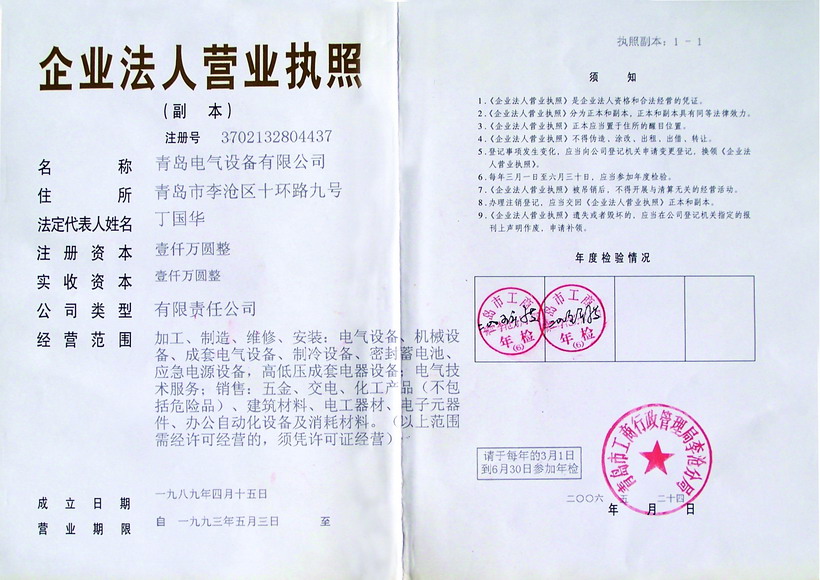 企业法人营业执照
（副 本）
注册号 3702132804437
名 称 青岛电气设备有限公司
住 所 青岛市李沧区十环路九号
法定代表人姓名 丁国华
注 册 资 本 壹仟万圆整
实 收 资 本 壹仟万圆整
公 司 类 型 有限责任公司
经 营 范 围 加工、制造、维修、安装：电气设备、机械设
备、成套电气设备、制冷设备、密封蓄电池、
应急电源设备，高低压成套电器设备；电气技
术服务；销售：五金、交电、化工产品（不包
括危险品）、建筑材料、电工器材、电子元器
件、办公自动化设备及消耗材料。（以上范围
需经许可经营的，须凭许可证经营）
成 立 日 期 一九八九年四月十五日
营 业 期 限 自 一九九三年五月三日 至
执照副本：1 - 1
须 知
1.《企业法人营业执照》是企业法人资格和合法经营的凭证。
2.《企业法人营业执照》分为正本和副本，正本和副本具有同等法律效力。
3.《企业法人营业执照》正本应当置于住所的醒目位置。
4.《企业法人营业执照》不得伪造、涂改、出租、出借、转让。
5.登记事项发生变化，应当向公司登记机关申请变更登记，换领《企业法
人营业执照》。
6.每年三月一日至六月三十日，应当参加年度检验。
7.《企业法人营业执照》被吊销后，不得开展与清算无关的经营活动。
8.办理注销登记，应当交回《企业法人营业执照》正本和副本。
9.《企业法人营业执照》遗失或者毁坏的，应当在公司登记机关指定的报
刊上声明作废，申请补领。
年度检验情况
岛市工商
年检
(6)
岛市工商
年检
(6)
青岛市工商行政管理局李沧分局
请于每年的3月1日
到6月30日参加年检
二〇〇六 五 二十四
年 月 日